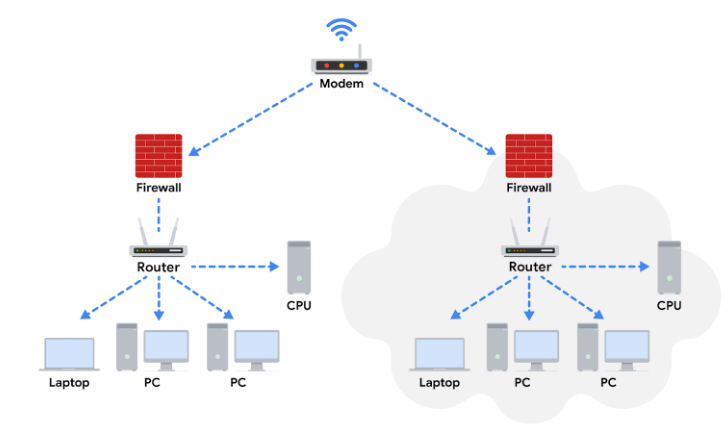 Modem
Firewall
Firewall
Router
Router
CPU
CPU
Laptop
PC
PC
Laptop
PC
PC